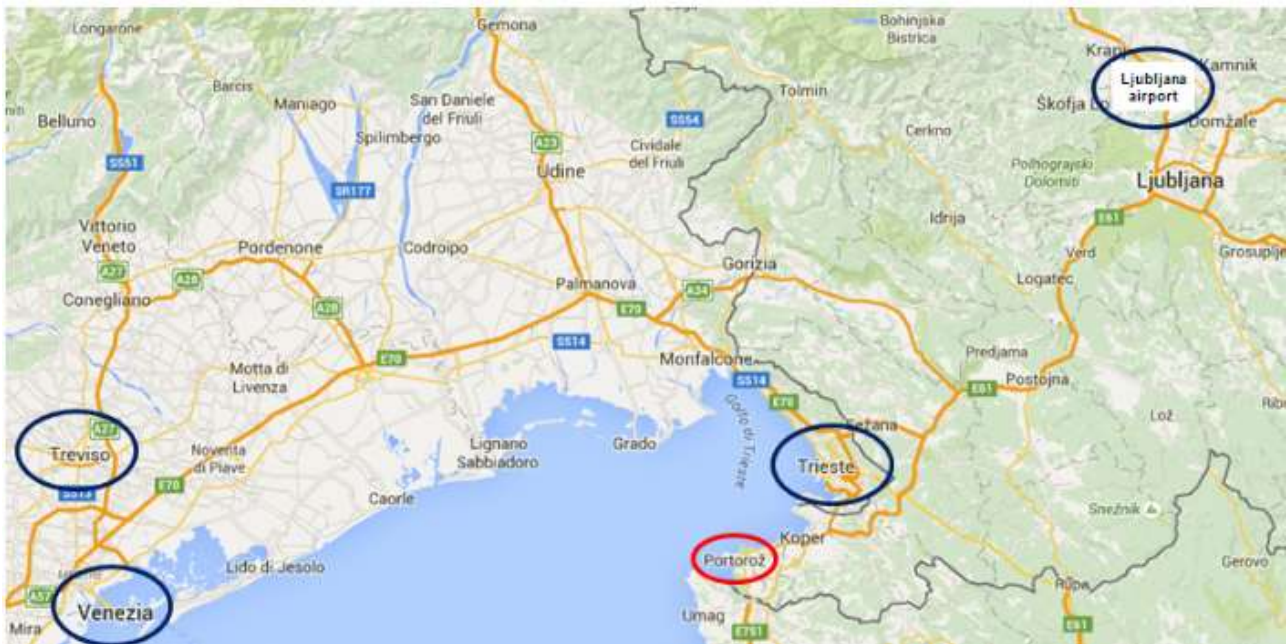 Longarone
Gemona
Bohinjska
Bistrica
Kranj
Kamnik
Ljubljana
airport
Barcis
Maniago
San Daniele
del Friuli
Tolmin
Škofja Lo
Domžale
Belluno
Spilimbergo
SS54
Cerkno
A23
Cividale
del Friuli
SS51
Udine
Polhograjski
Dolomiti
Ljubljana
SR177
Vittorio
Veneto
Pordenone
Codroipo
Idrija
E61
Verd
Grosuplje
A27
A28
Gorizia
Logatec
Conegliano
Palmanova
A34
A28
E70
SS14
E70
Monfalcone
Predjama
Motta di
Livenza
SS14
E61
Postojna
E70
Golfo di Trieste
Sežana
Lož
Ribn
A27
Treviso
Noventa
di Piave
Lignano
Sabbiadoro
Grado
Trieste
SS13
E70
Caorle
Snežnik
Koper
Portorož
Lido di Jesolo
Gerovo
Rupa
A57
Venezia
Mira
Umag
E751
E61